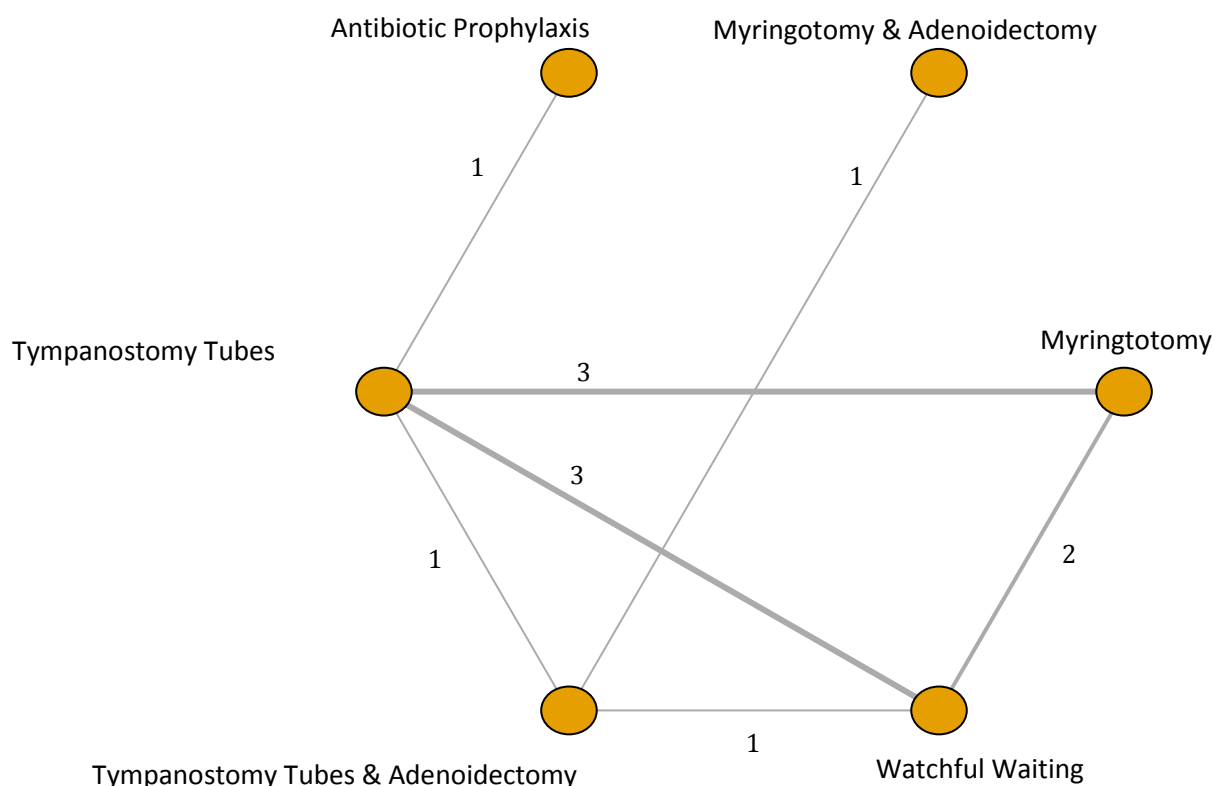 Antibiotic Prophylaxis
Myringotomy & Adenoidectomy
1
1
Tympanostomy Tubes
Myringtotomy
3
3
1
2
1
Watchful Waiting
Tympanostomy Tubes & Adenoidectomy